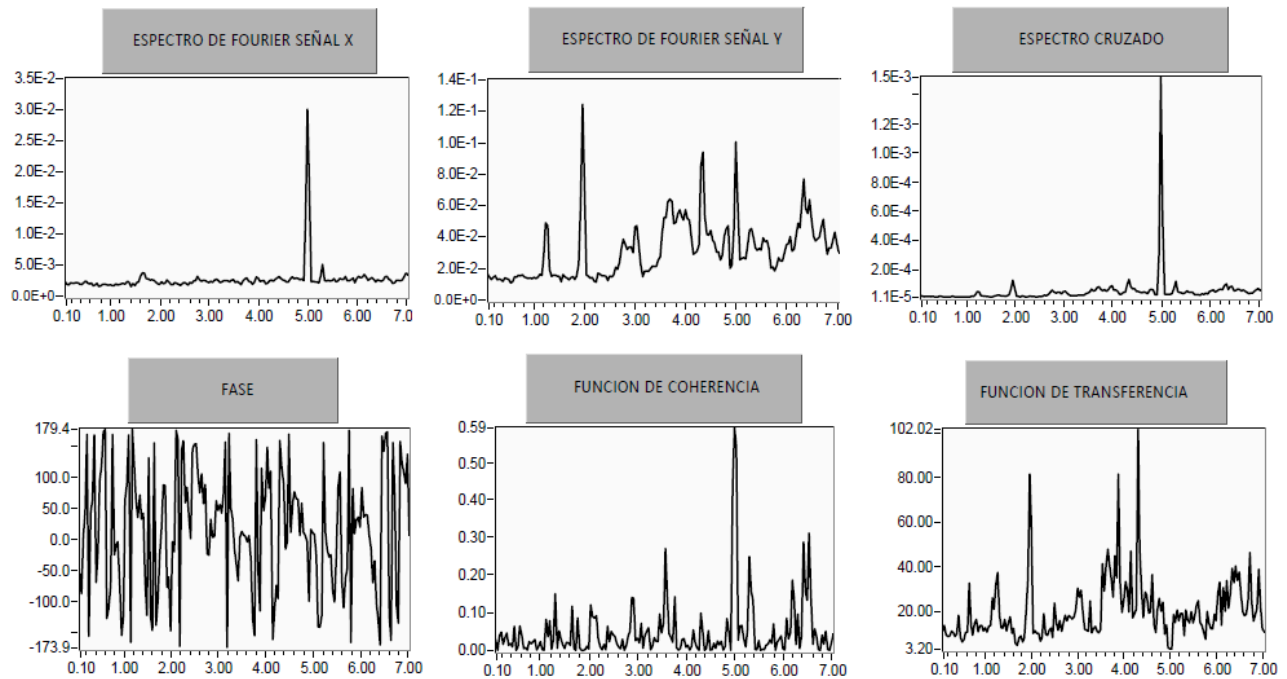 ESPECTRO DE FOURIER SEÑAL X
3.5E-2
3.0E-2
2.5E-2
2.0E-2
1.5E-2
1.0E-2
5.0E-3
0.0E+0
0.10 1.00 2.00 3.00 4.00 5.00 6.00 7.00
ESPECTRO DE FOURIER SEÑAL Y
1.4E-1
1.2E-1
1.0E-1
8.0E-2
6.0E-2
4.0E-2
2.0E-2
0.0E+0
0.10 1.00 2.00 3.00 4.00 5.00 6.00 7.00
ESPECTRO CRUZADO
1.5E-3
1.2E-3
1.0E-3
8.0E-4
6.0E-4
4.0E-4
2.0E-4
1.1E-5
0.10 1.00 2.00 3.00 4.00 5.00 6.00 7.00
FASE
179.4
100.0
50.0
0.0
-50.0
-100.0
-173.9
0.10 1.00 2.00 3.00 4.00 5.00 6.00 7.00
FUNCION DE COHERENCIA
0.59
0.50
0.40
0.30
0.20
0.10
0.00
0.10 1.00 2.00 3.00 4.00 5.00 6.00 7.00
FUNCION DE TRANSFERENCIA
102.02
80.00
60.00
40.00
20.00
3.20
0.10 1.00 2.00 3.00 4.00 5.00 6.00 7.00